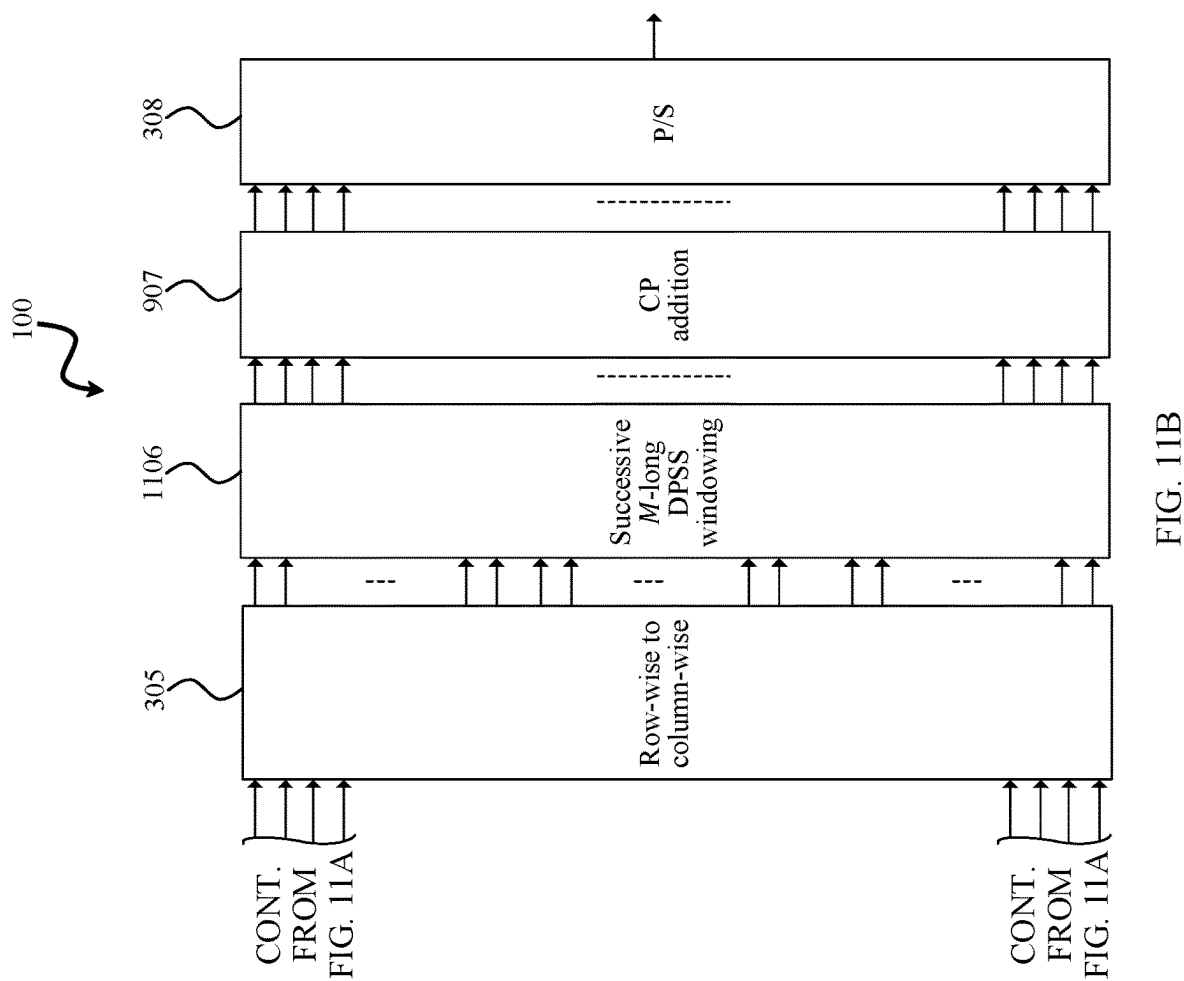 100
308
P/S
907
CP
addition
1106
Successive
M-long
DPSS
windowing
305
Row-wise to
column-wise
CONT.
FROM
FIG. 11A
CONT.
FROM
FIG. 11A
FIG. 11B